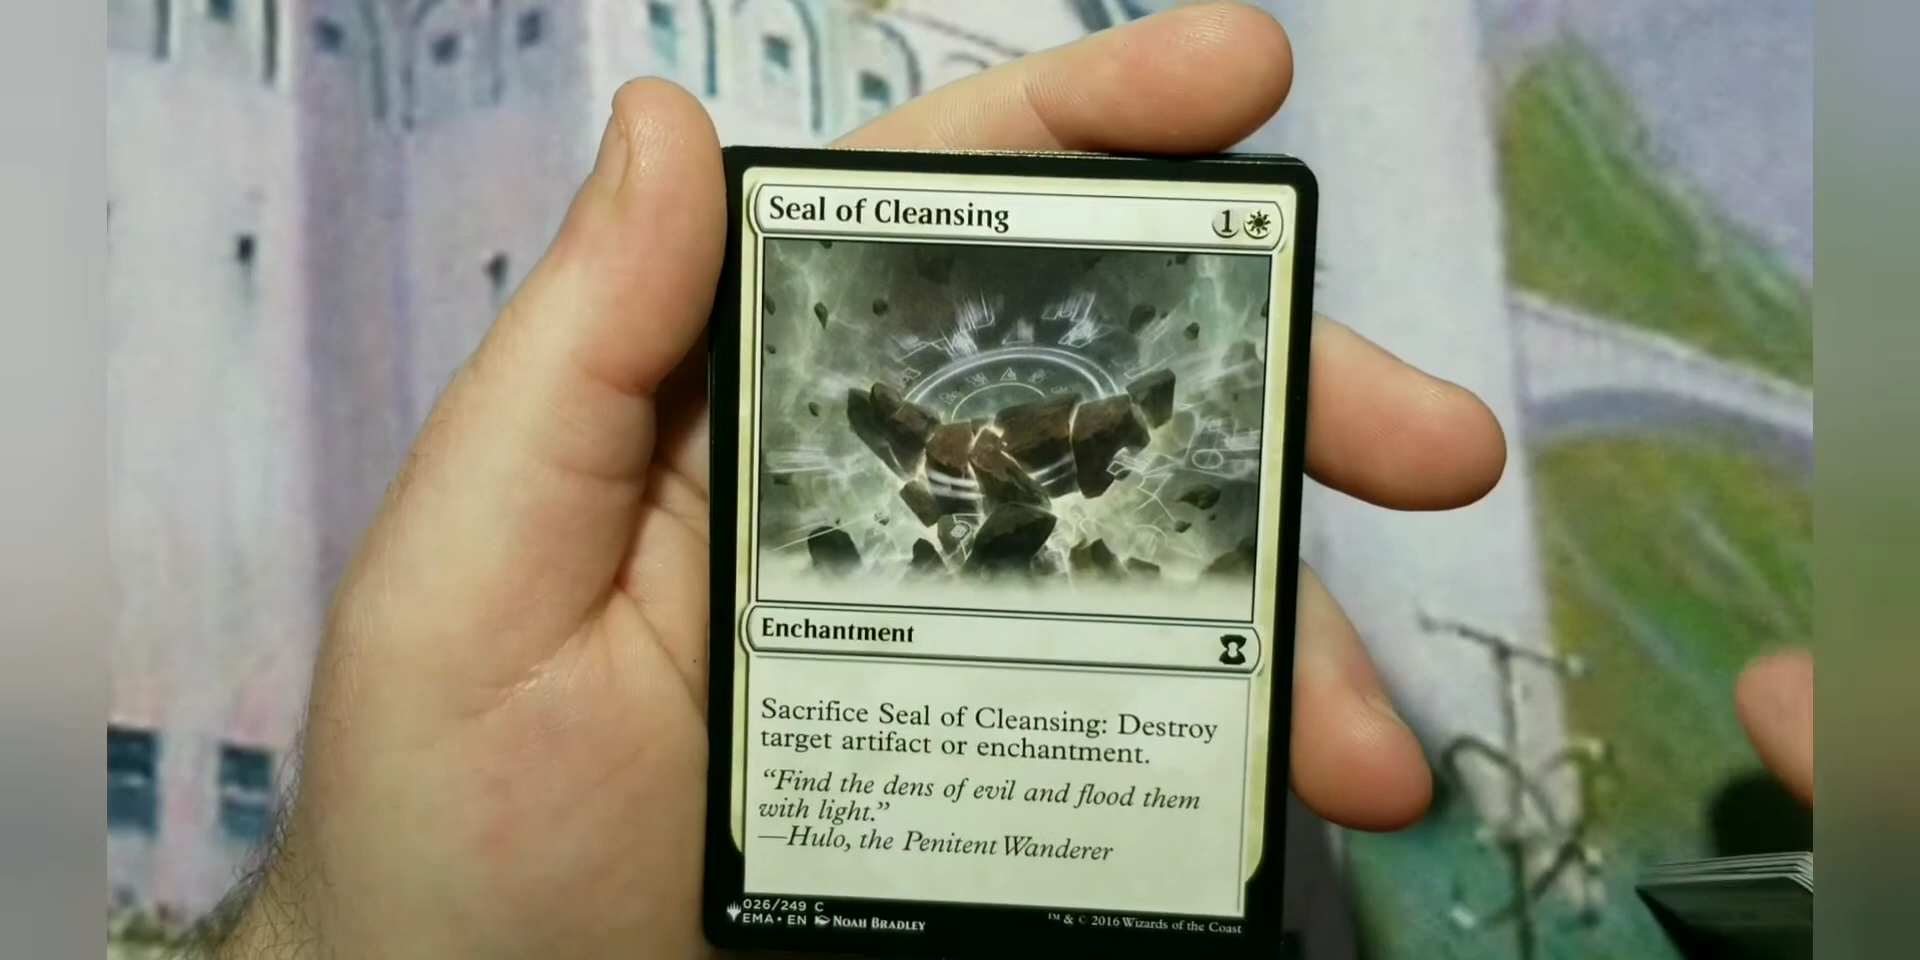 Seal of Cleansing 1
Enchantment
Sacrifice Seal of Cleansing: Destroy
target artifact or enchantment.
“Find the dens of evil and flood them
with light.”
—Hulo, the Penitent Wanderer
026/249 C
EMA • EN Noah Bradley
™ & © 2016 Wizards of the Coast